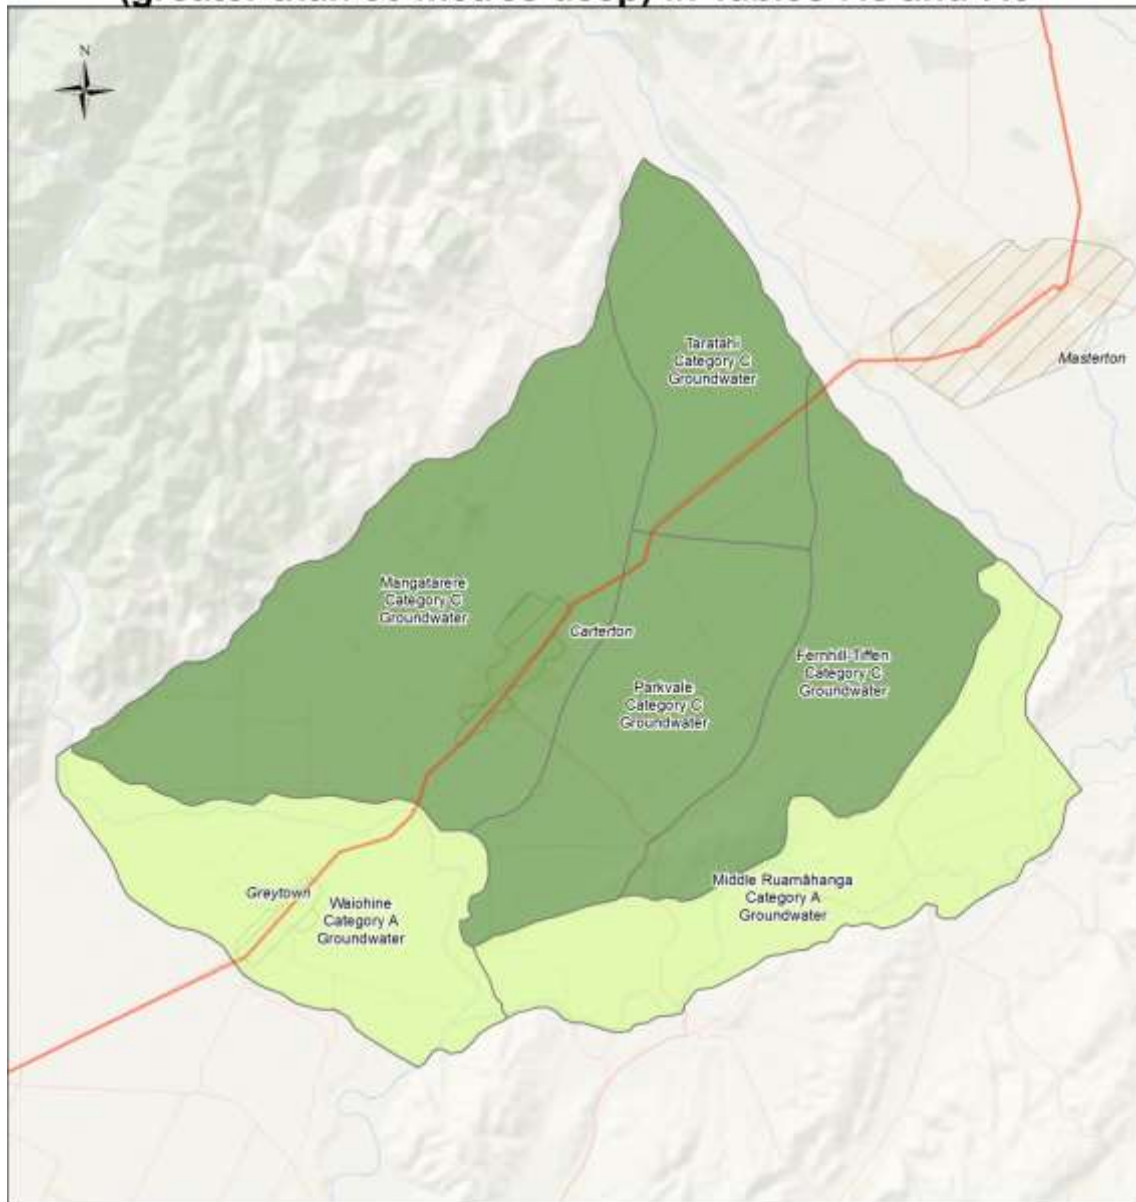 N
Taratahi
Category C
Groundwater
Masterton
Mangatarere
Category C
Groundwater
Carterton
Fernhill-Tiffen
Category C
Groundwater
Parkvale
Category C
Groundwater
Middle Ruamāhanga
Category A
Groundwater
Greytown
Waiohine
Category A
Groundwater